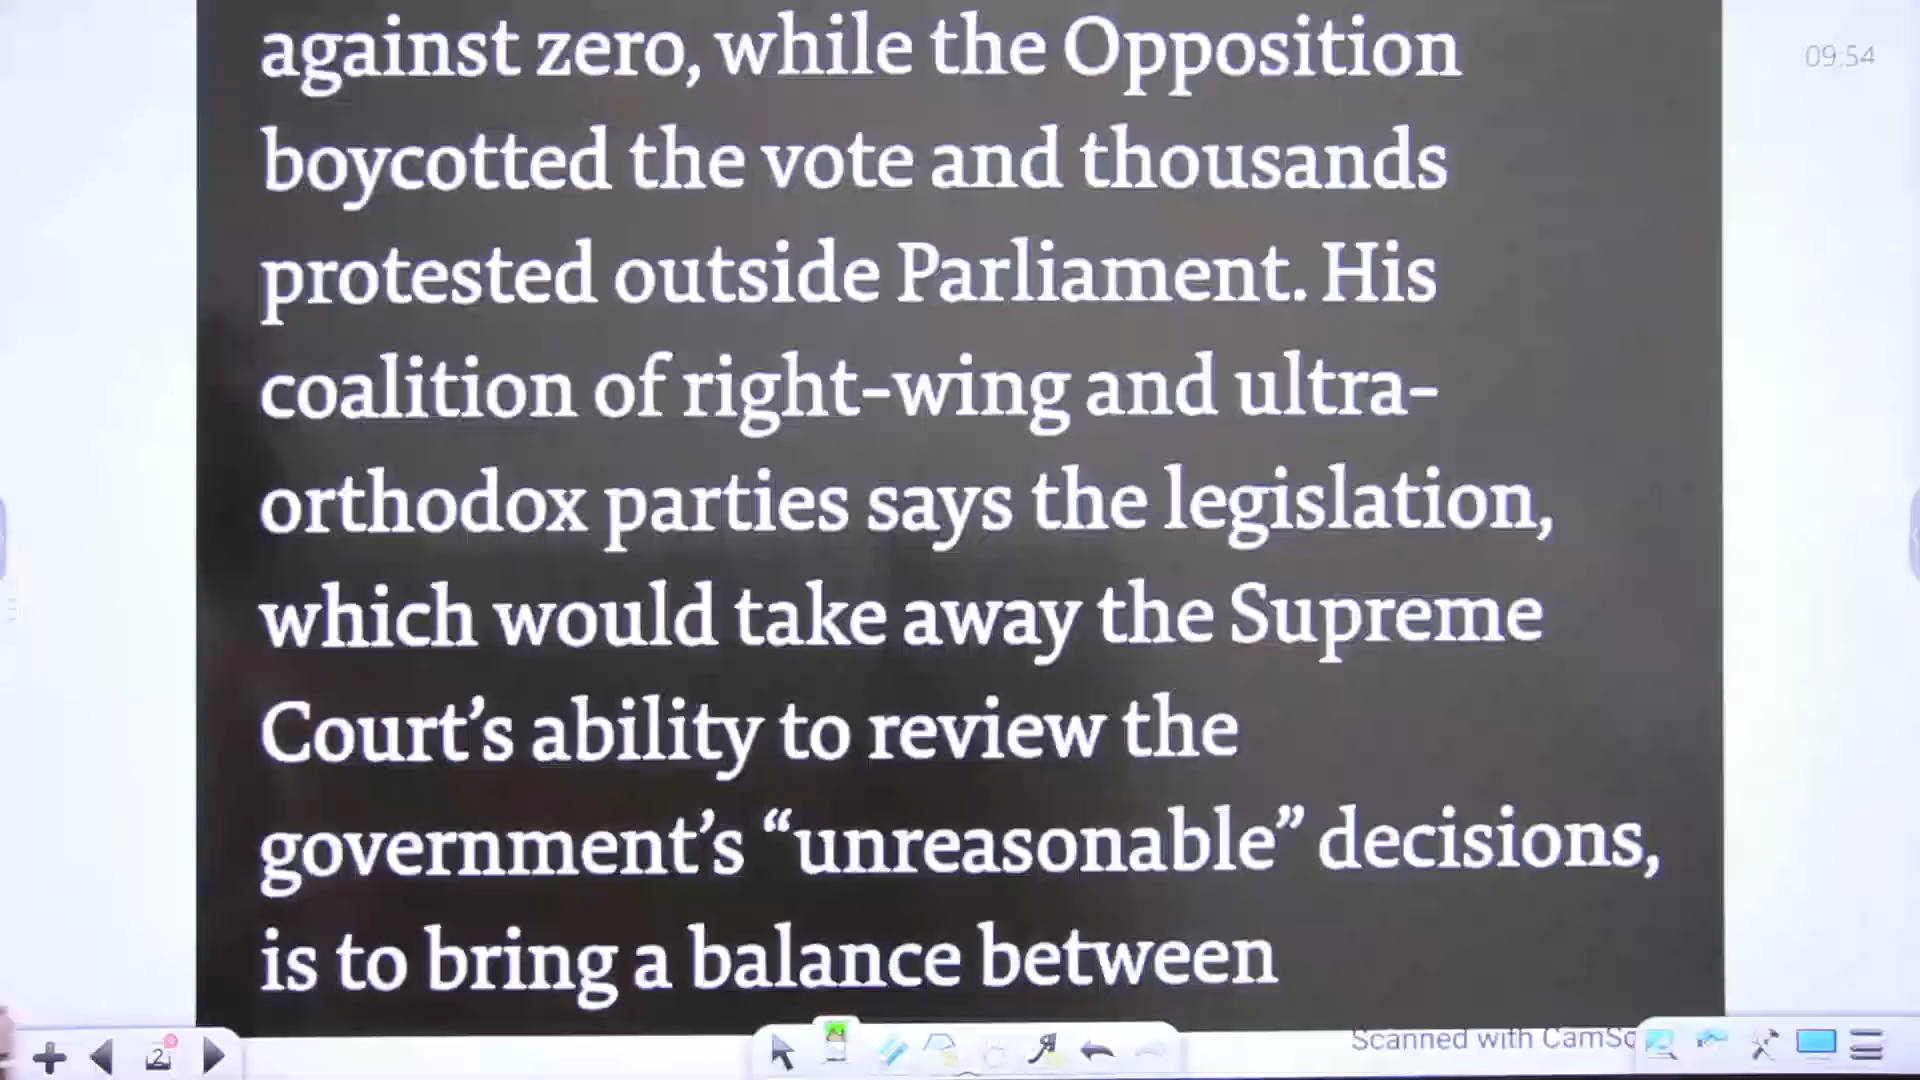 against zero, while the Opposition
09:54
boycotted the vote and thousands
protested outside Parliament. His
coalition of right-wing and ultra-
orthodox parties says the legislation,
which would take away the Supreme
Court's ability to review the
government's “unreasonable” decisions,
is to bring a balance between
Scanned with CamSc
2